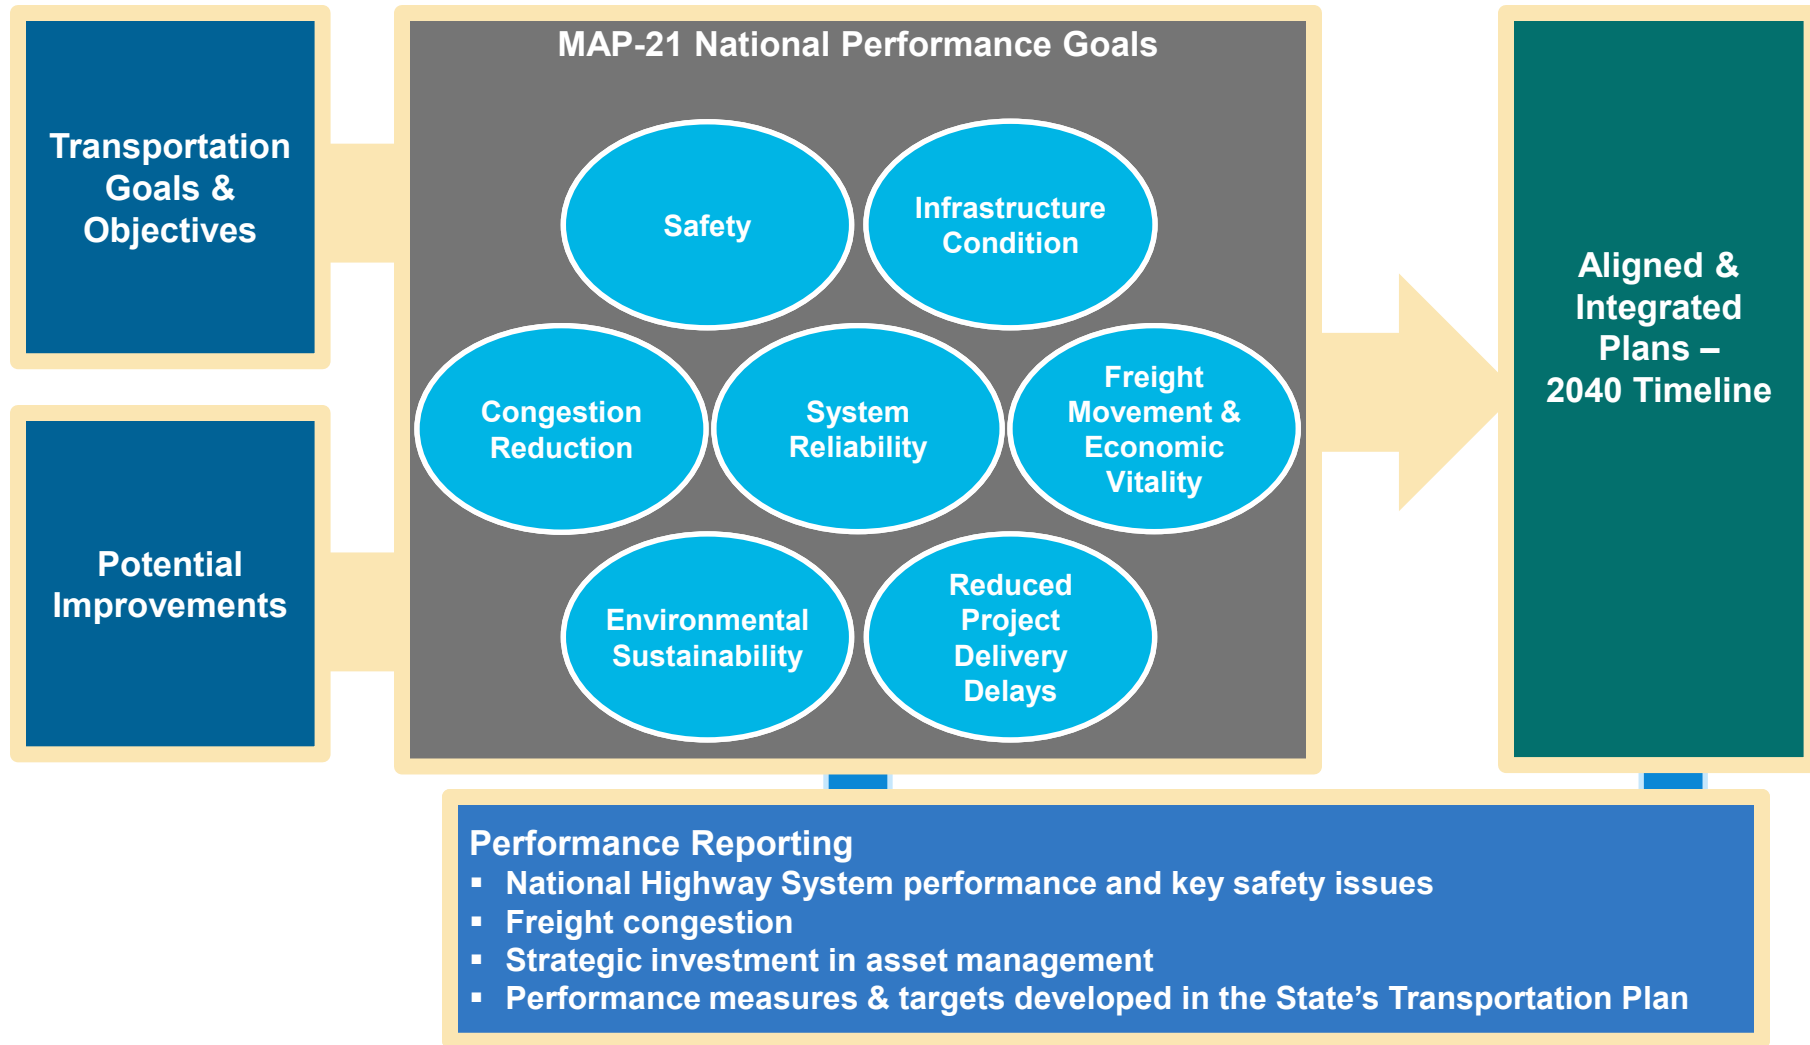 MAP-21 National Performance Goals
Transportation
Goals &
Objectives
Potential
Improvements
Safety
Infrastructure
Condition
Congestion
Reduction
System
Reliability
Freight
Movement &
Economic
Vitality
Environmental
Sustainability
Reduced
Project
Delivery
Delays
Aligned &
Integrated
Plans –
2040 Timeline
Performance Reporting
▪ National Highway System performance and key safety issues
▪ Freight congestion
▪ Strategic investment in asset management
▪ Performance measures & targets developed in the State’s Transportation Plan